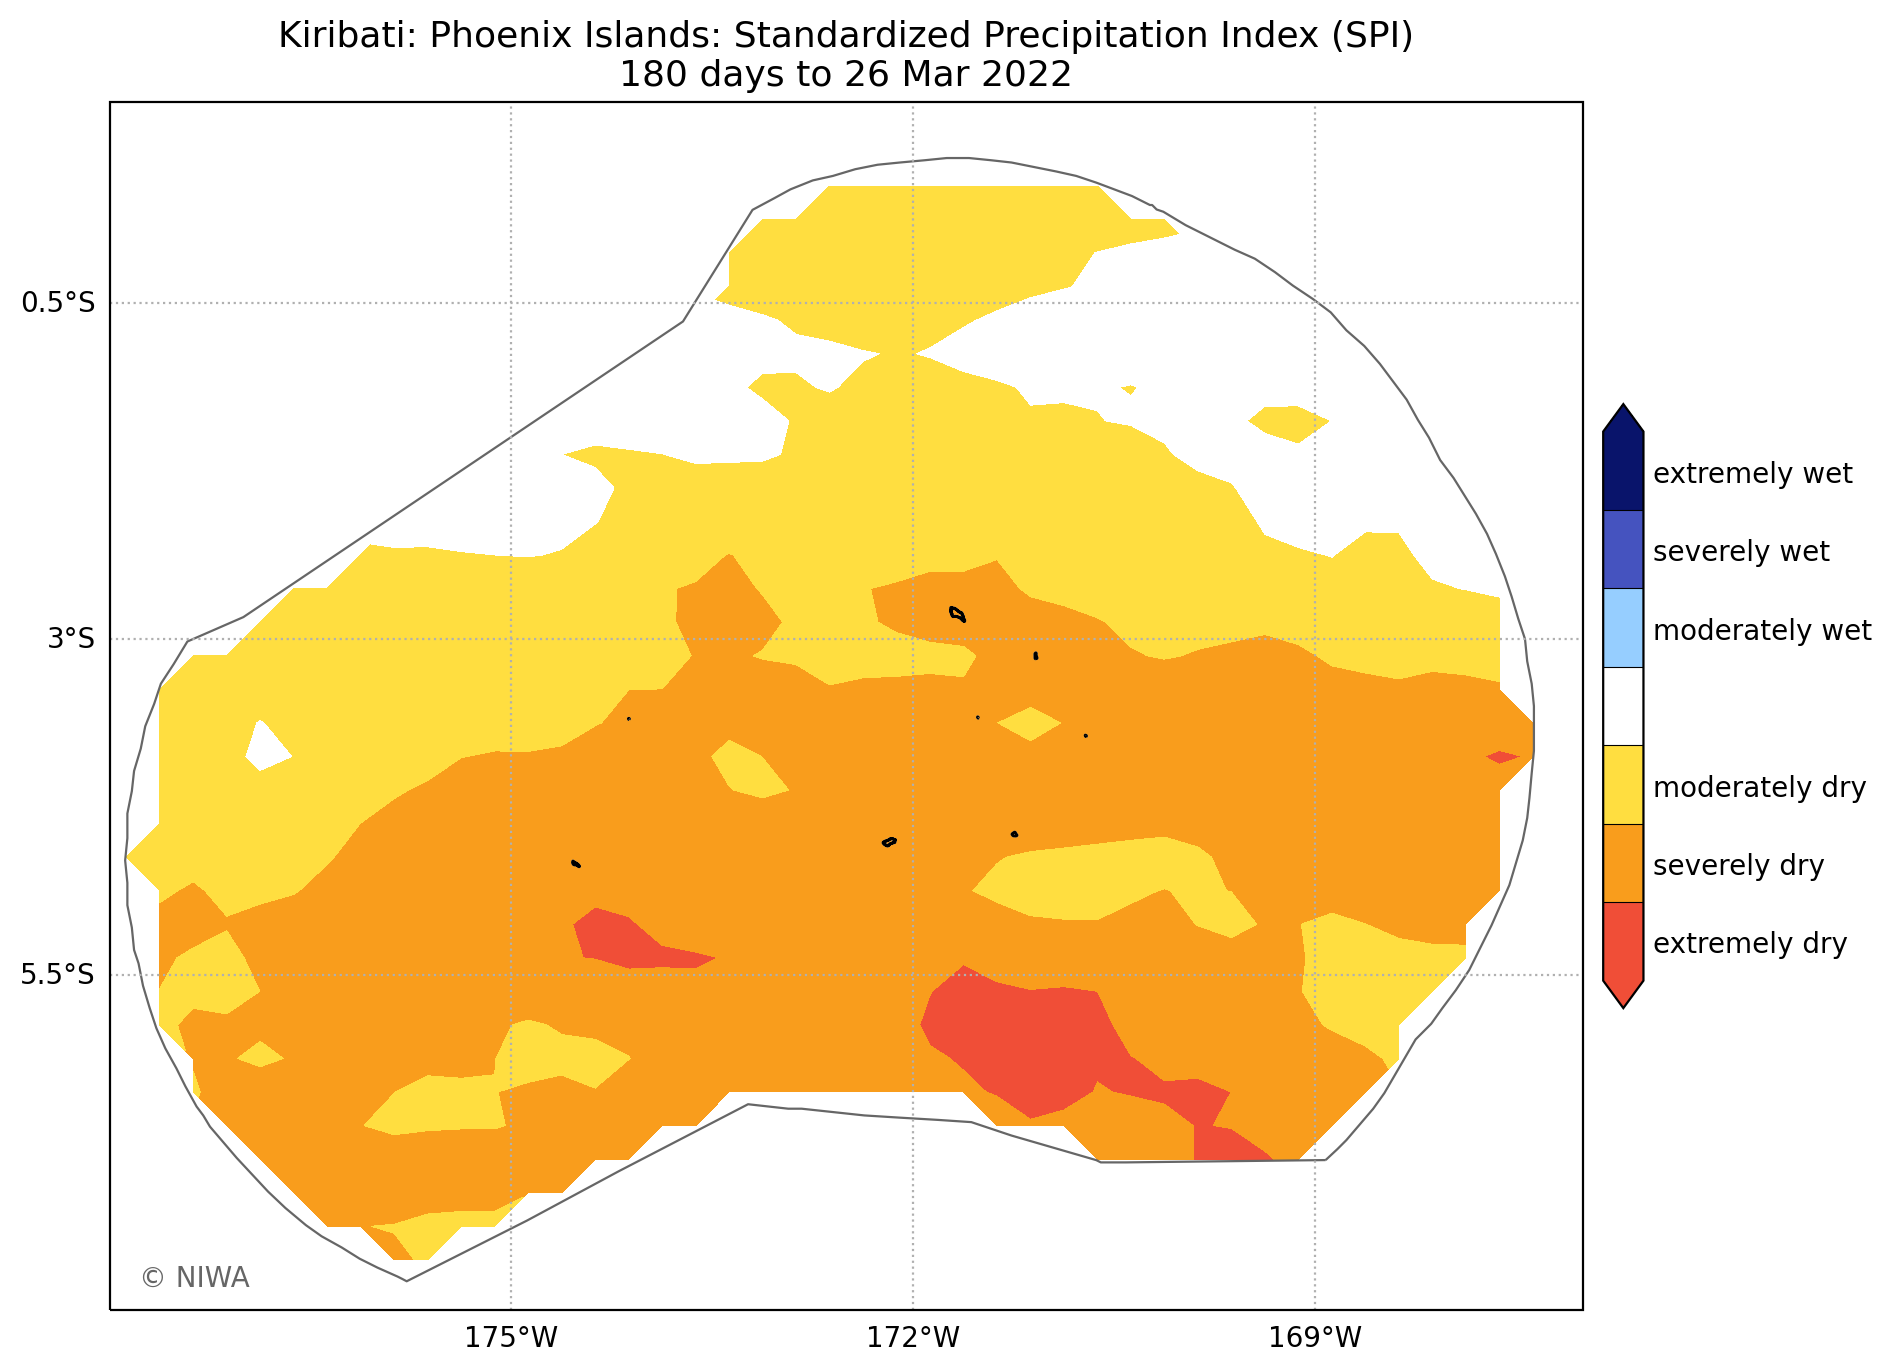 Kiribati: Phoenix Islands: Standardized Precipitation Index (SPI)
180 days to 26 Mar 2022
0.5°S
3°S
5.5°S
175°W
172°W
169°W
extremely wet
severely wet
moderately wet
moderately dry
severely dry
extremely dry
© NIWA